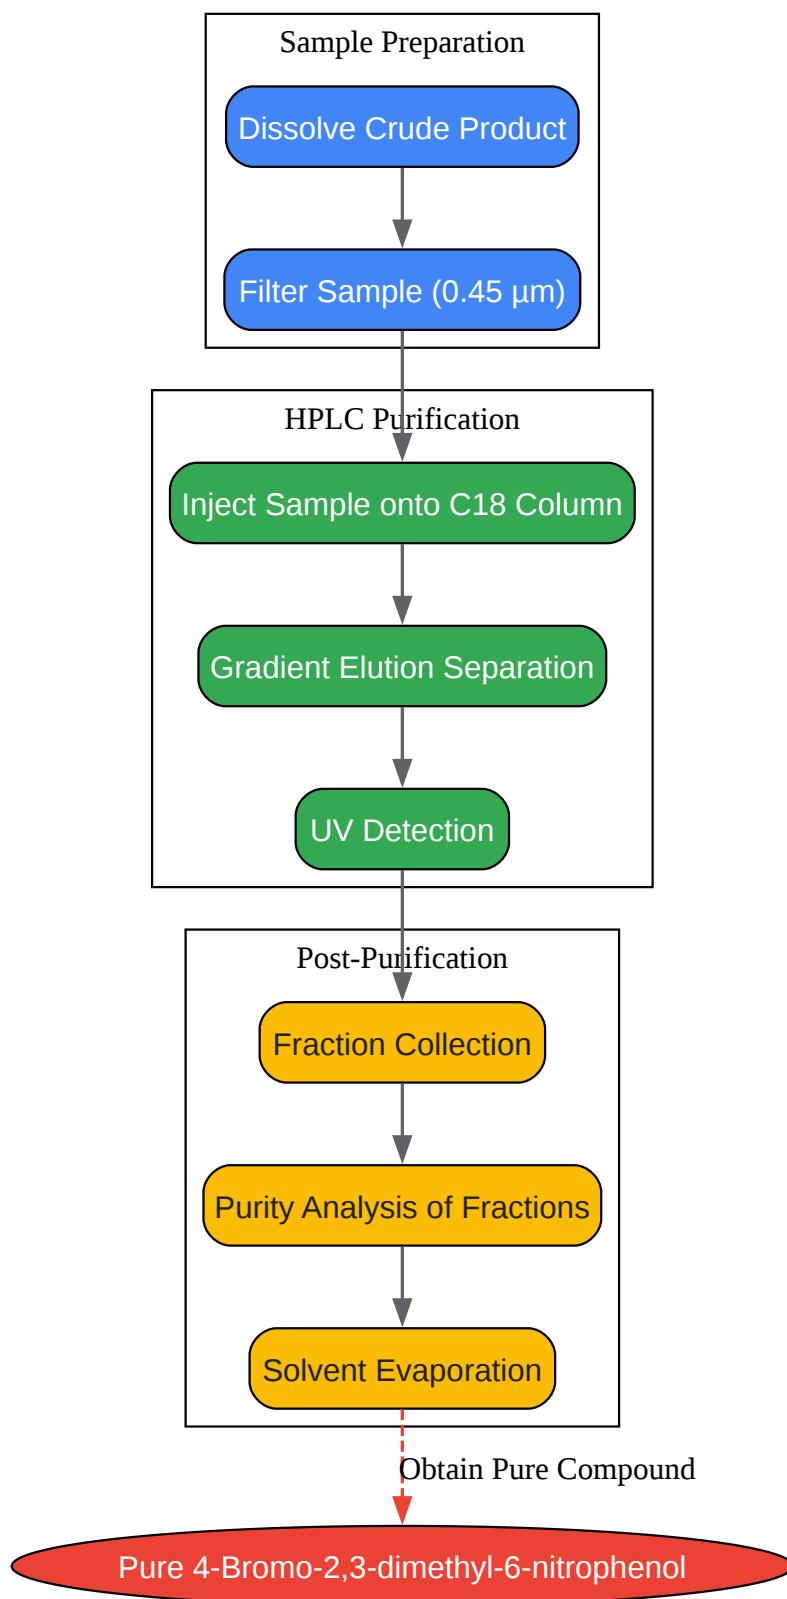 Sample Preparation
Dissolve Crude Product
Filter Sample (0.45 µm)
HPLC Purification
Inject Sample onto C18 Column
Gradient Elution Separation
UV Detection
Post-Purification
Fraction Collection
Purity Analysis of Fractions
Solvent Evaporation
Obtain Pure Compound
Pure 4-Bromo-2,3-dimethyl-6-nitrophenol